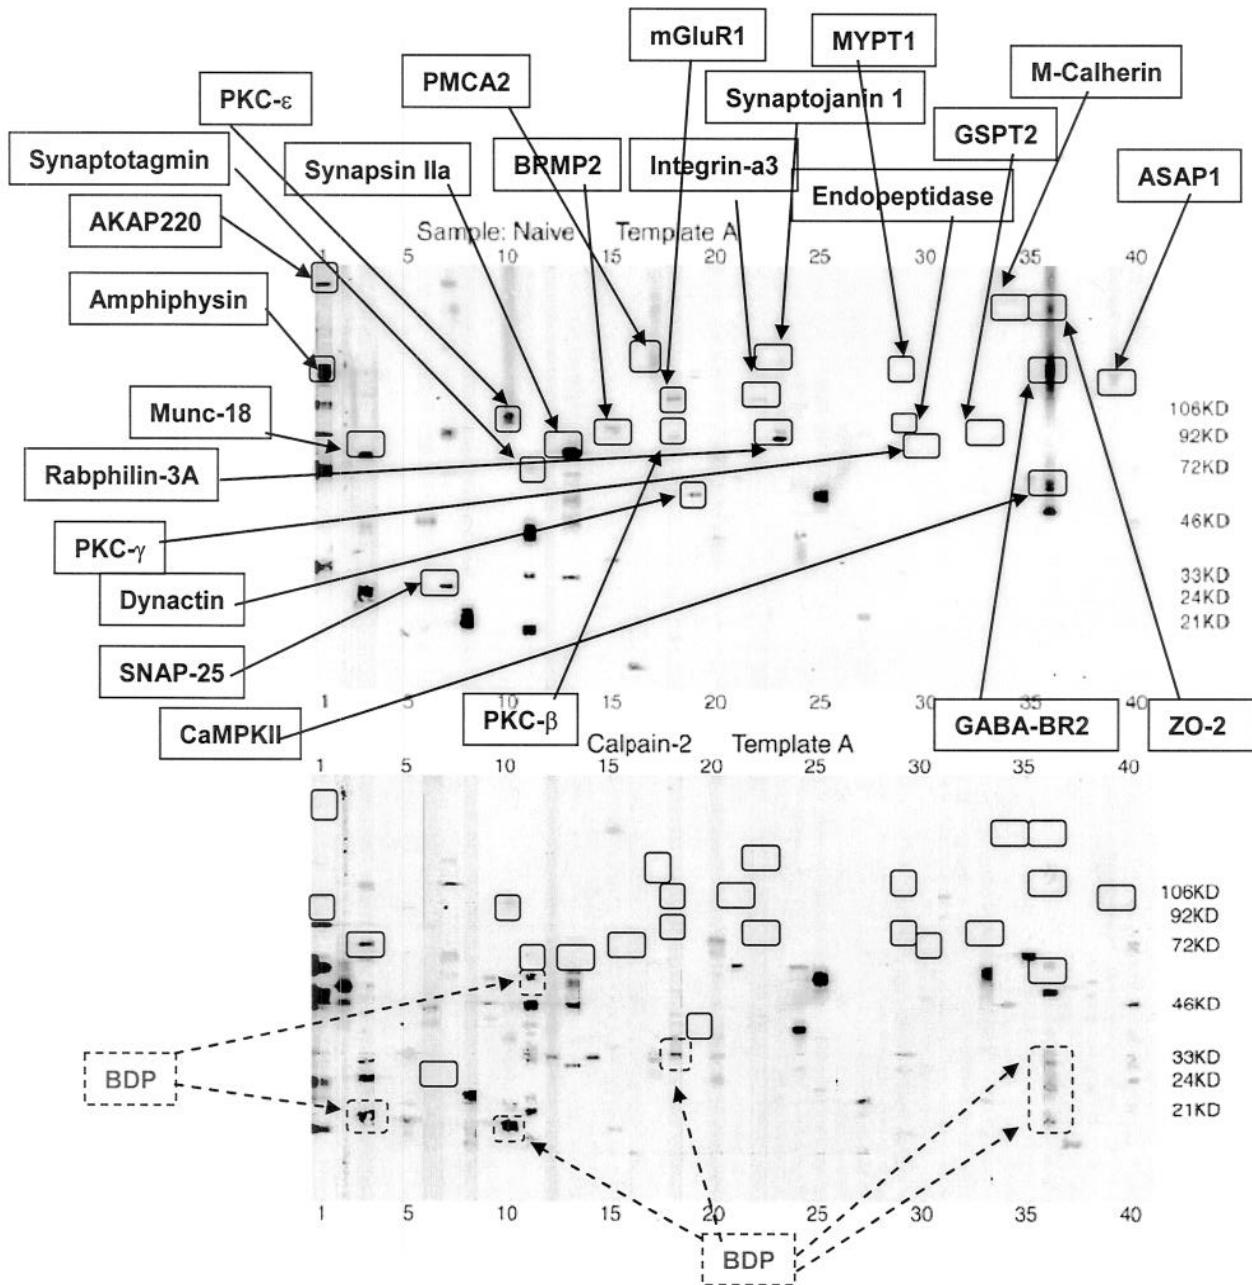 mGluR1
MYPT1
M-Calherin
PKC-ε
PMCA2
Synaptojanin 1
GSPT2
Synaptotagmin
Synapsin IIa
BPMP2
Integrin-a3
ASAP1
Endopeptidase
AKAP220
Sample: Naive Template A
1 5 10 15 20 25 30 35 40
Amphiphysin
106KD
Munc-18
92KD
72KD
Rabphilin-3A
46KD
PKC-γ
33KD
Dynactin
24KD
21KD
SNAP-25
1 5 10 15 20 25 30 35 40
CaMPKII
PKC-β
GABA-BR2
ZO-2
Calpain-2 Template A
1 5 10 15 20 25 30 35 40
106KD
92KD
72KD
46KD
33KD
BDP
24KD
21KD
1 5 10 15 20 25 30 35 40
BDP